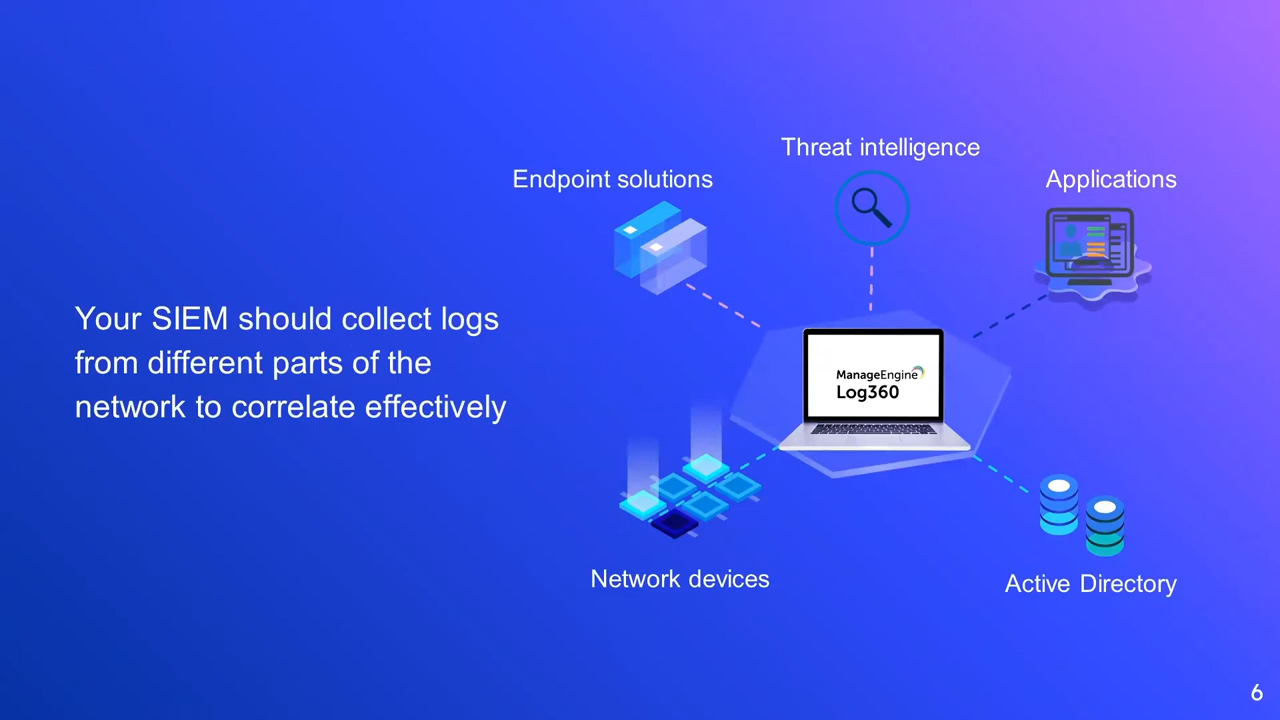 Your SIEM should collect logs
from different parts of the
network to correlate effectively
Threat intelligence
Endpoint solutions
Applications
ManageEngine
Log360
Network devices
Active Directory
6